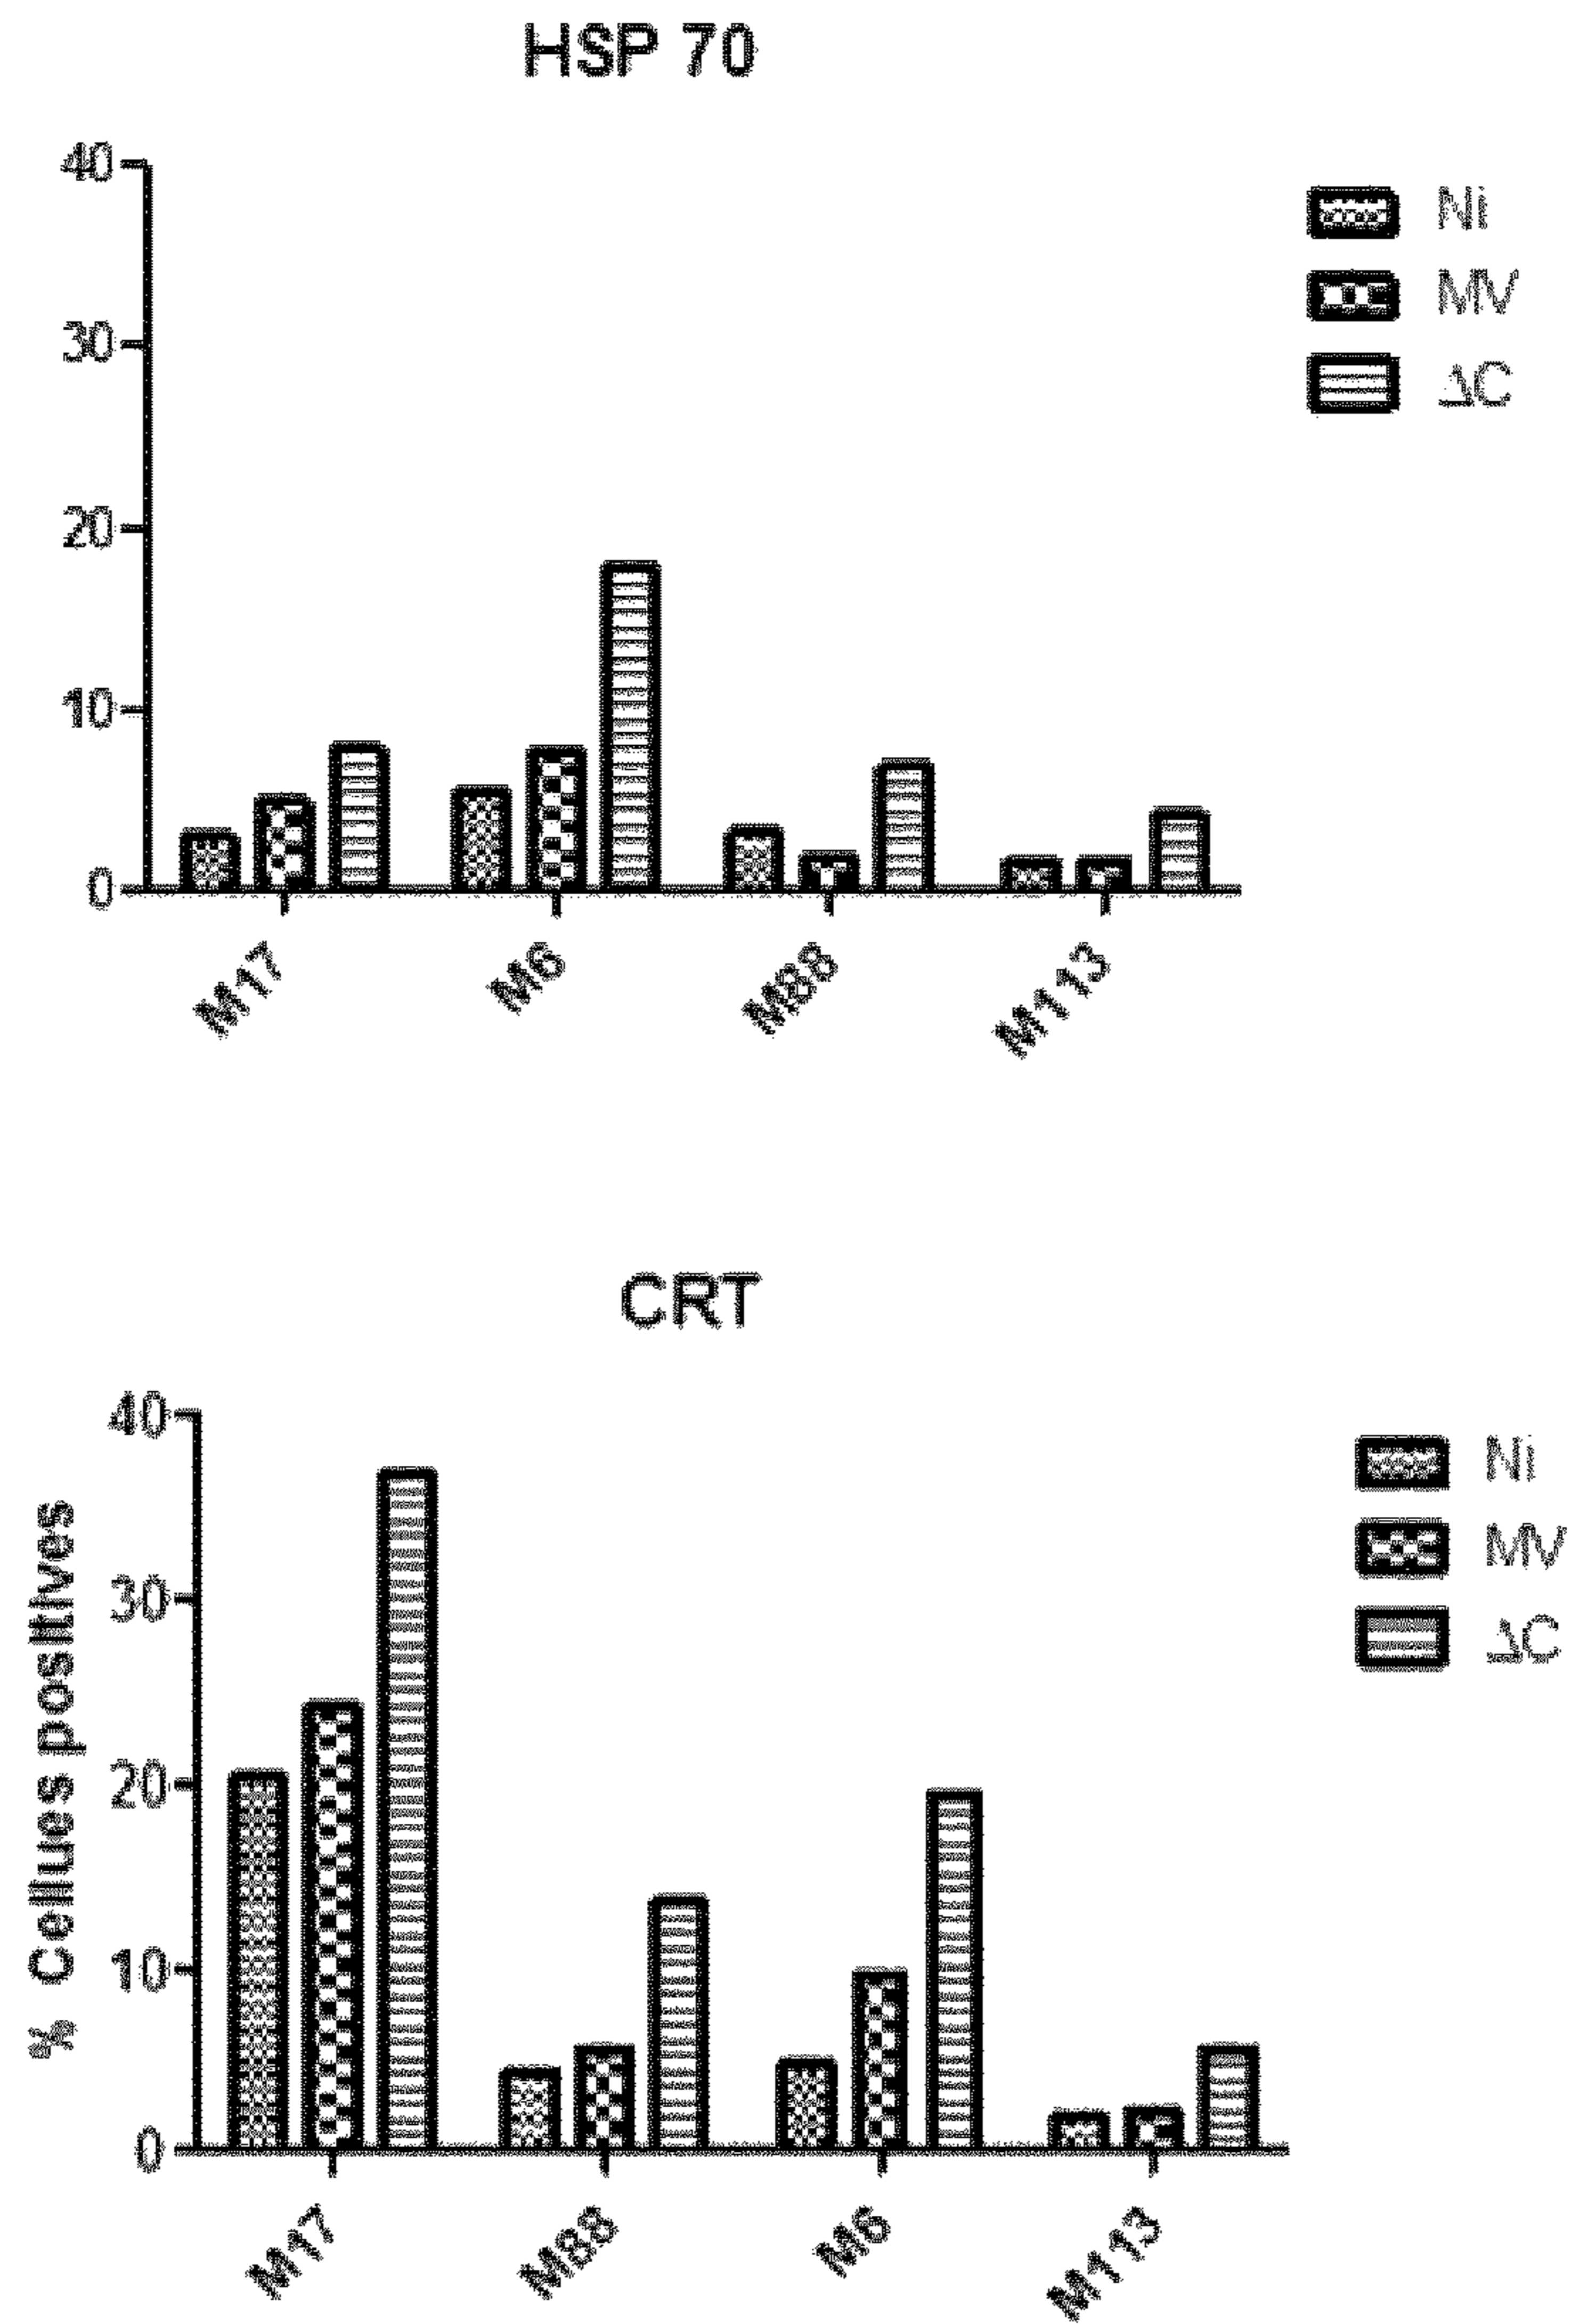 HSP 70
40
30
20
10
0
Ni
MV
ΔC
M17
M6
M88
M113
CRT
% Cellues positives
40
30
20
10
0
Ni
MV
ΔC
M17
M88
M6
M113